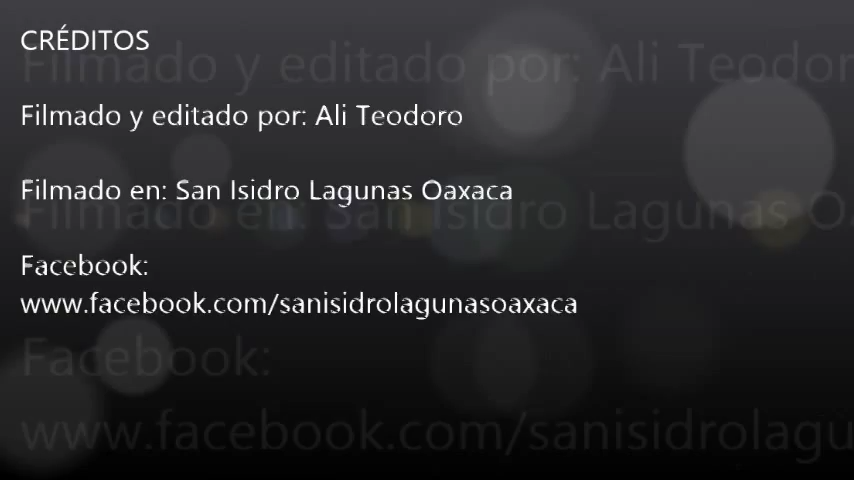 CRÉDITOS
Filmado y editado por: Ali Teodoro
Filmado en: San Isidro Lagunas Oaxaca
Facebook:
www.facebook.com/sanisidrolagunasoaxaca